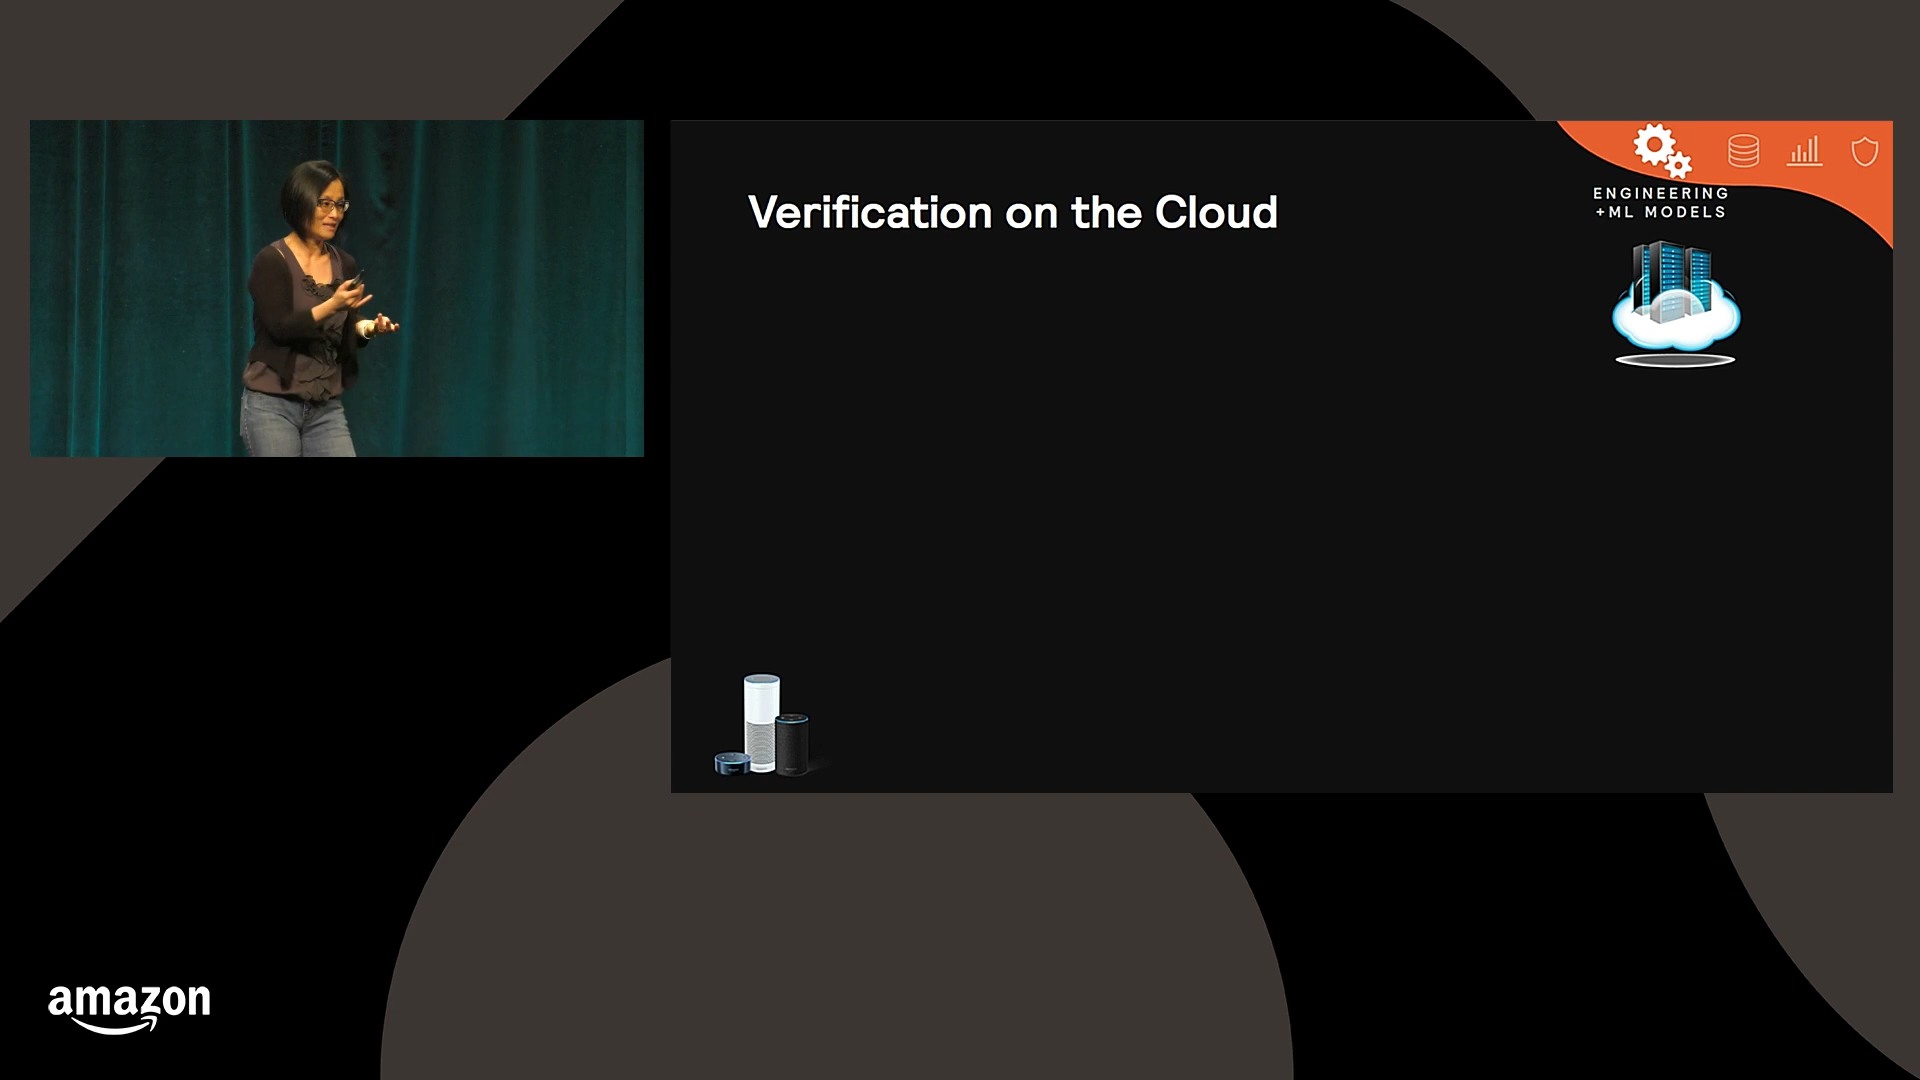 Verification on the Cloud
ENGINEERING
+ML MODELS
amazon